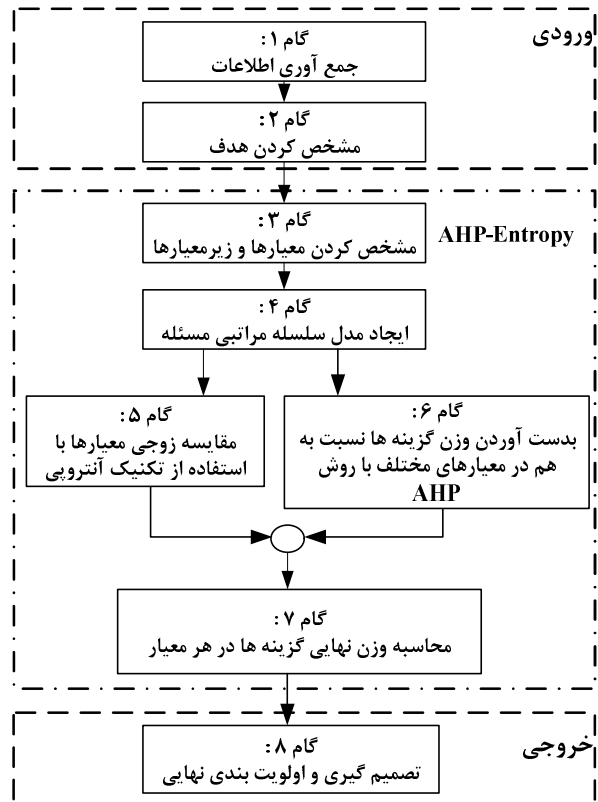 ورودی
گام ۱:
جمع آوری اطلاعات
گام ۲:
مشخص کردن هدف
AHP-Entropy
گام ۳:
مشخص کردن معیارها و زیرمعیارها
گام ۴:
ایجاد مدل سلسله مراتبی مسئله
گام ۶:
بدست آوردن وزن گزینه ها نسبت به
هم در معیارهای مختلف با روش
AHP
گام ۵:
مقایسه زوجی معیارها با
استفاده از تکنیک آنتروپی
گام ۷:
محاسبه وزن نهایی گزینه ها در هر معیار
خروجی
گام ۸:
تصمیم گیری و اولویت بندی نهایی